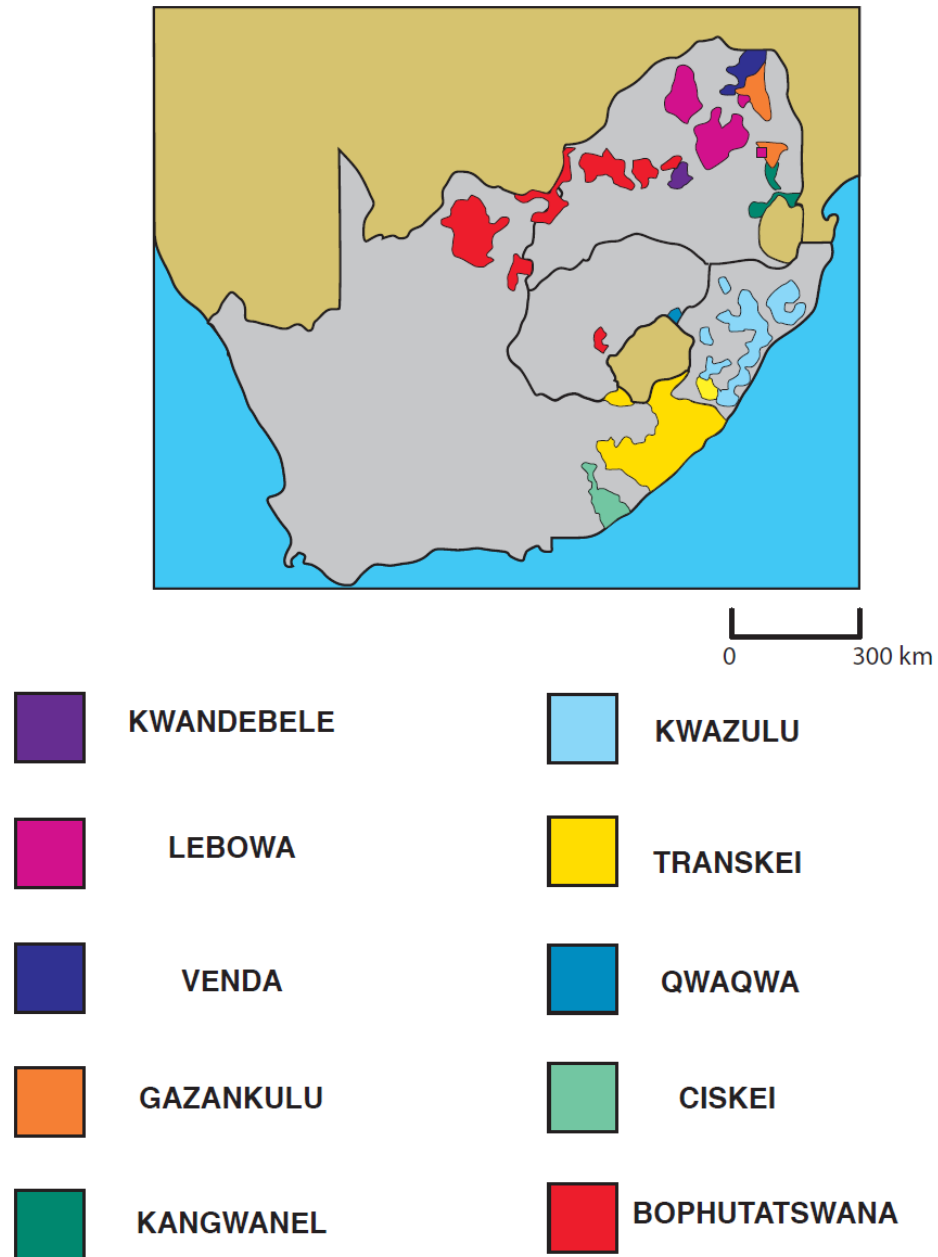 0 300 km
KWANDEBELE
KWAZULU
LEBOWA
TRANSKEI
VENDA
QWAQWA
GAZANKULU
CISKEI
KANGWANEL
BOPHUTATSWANA